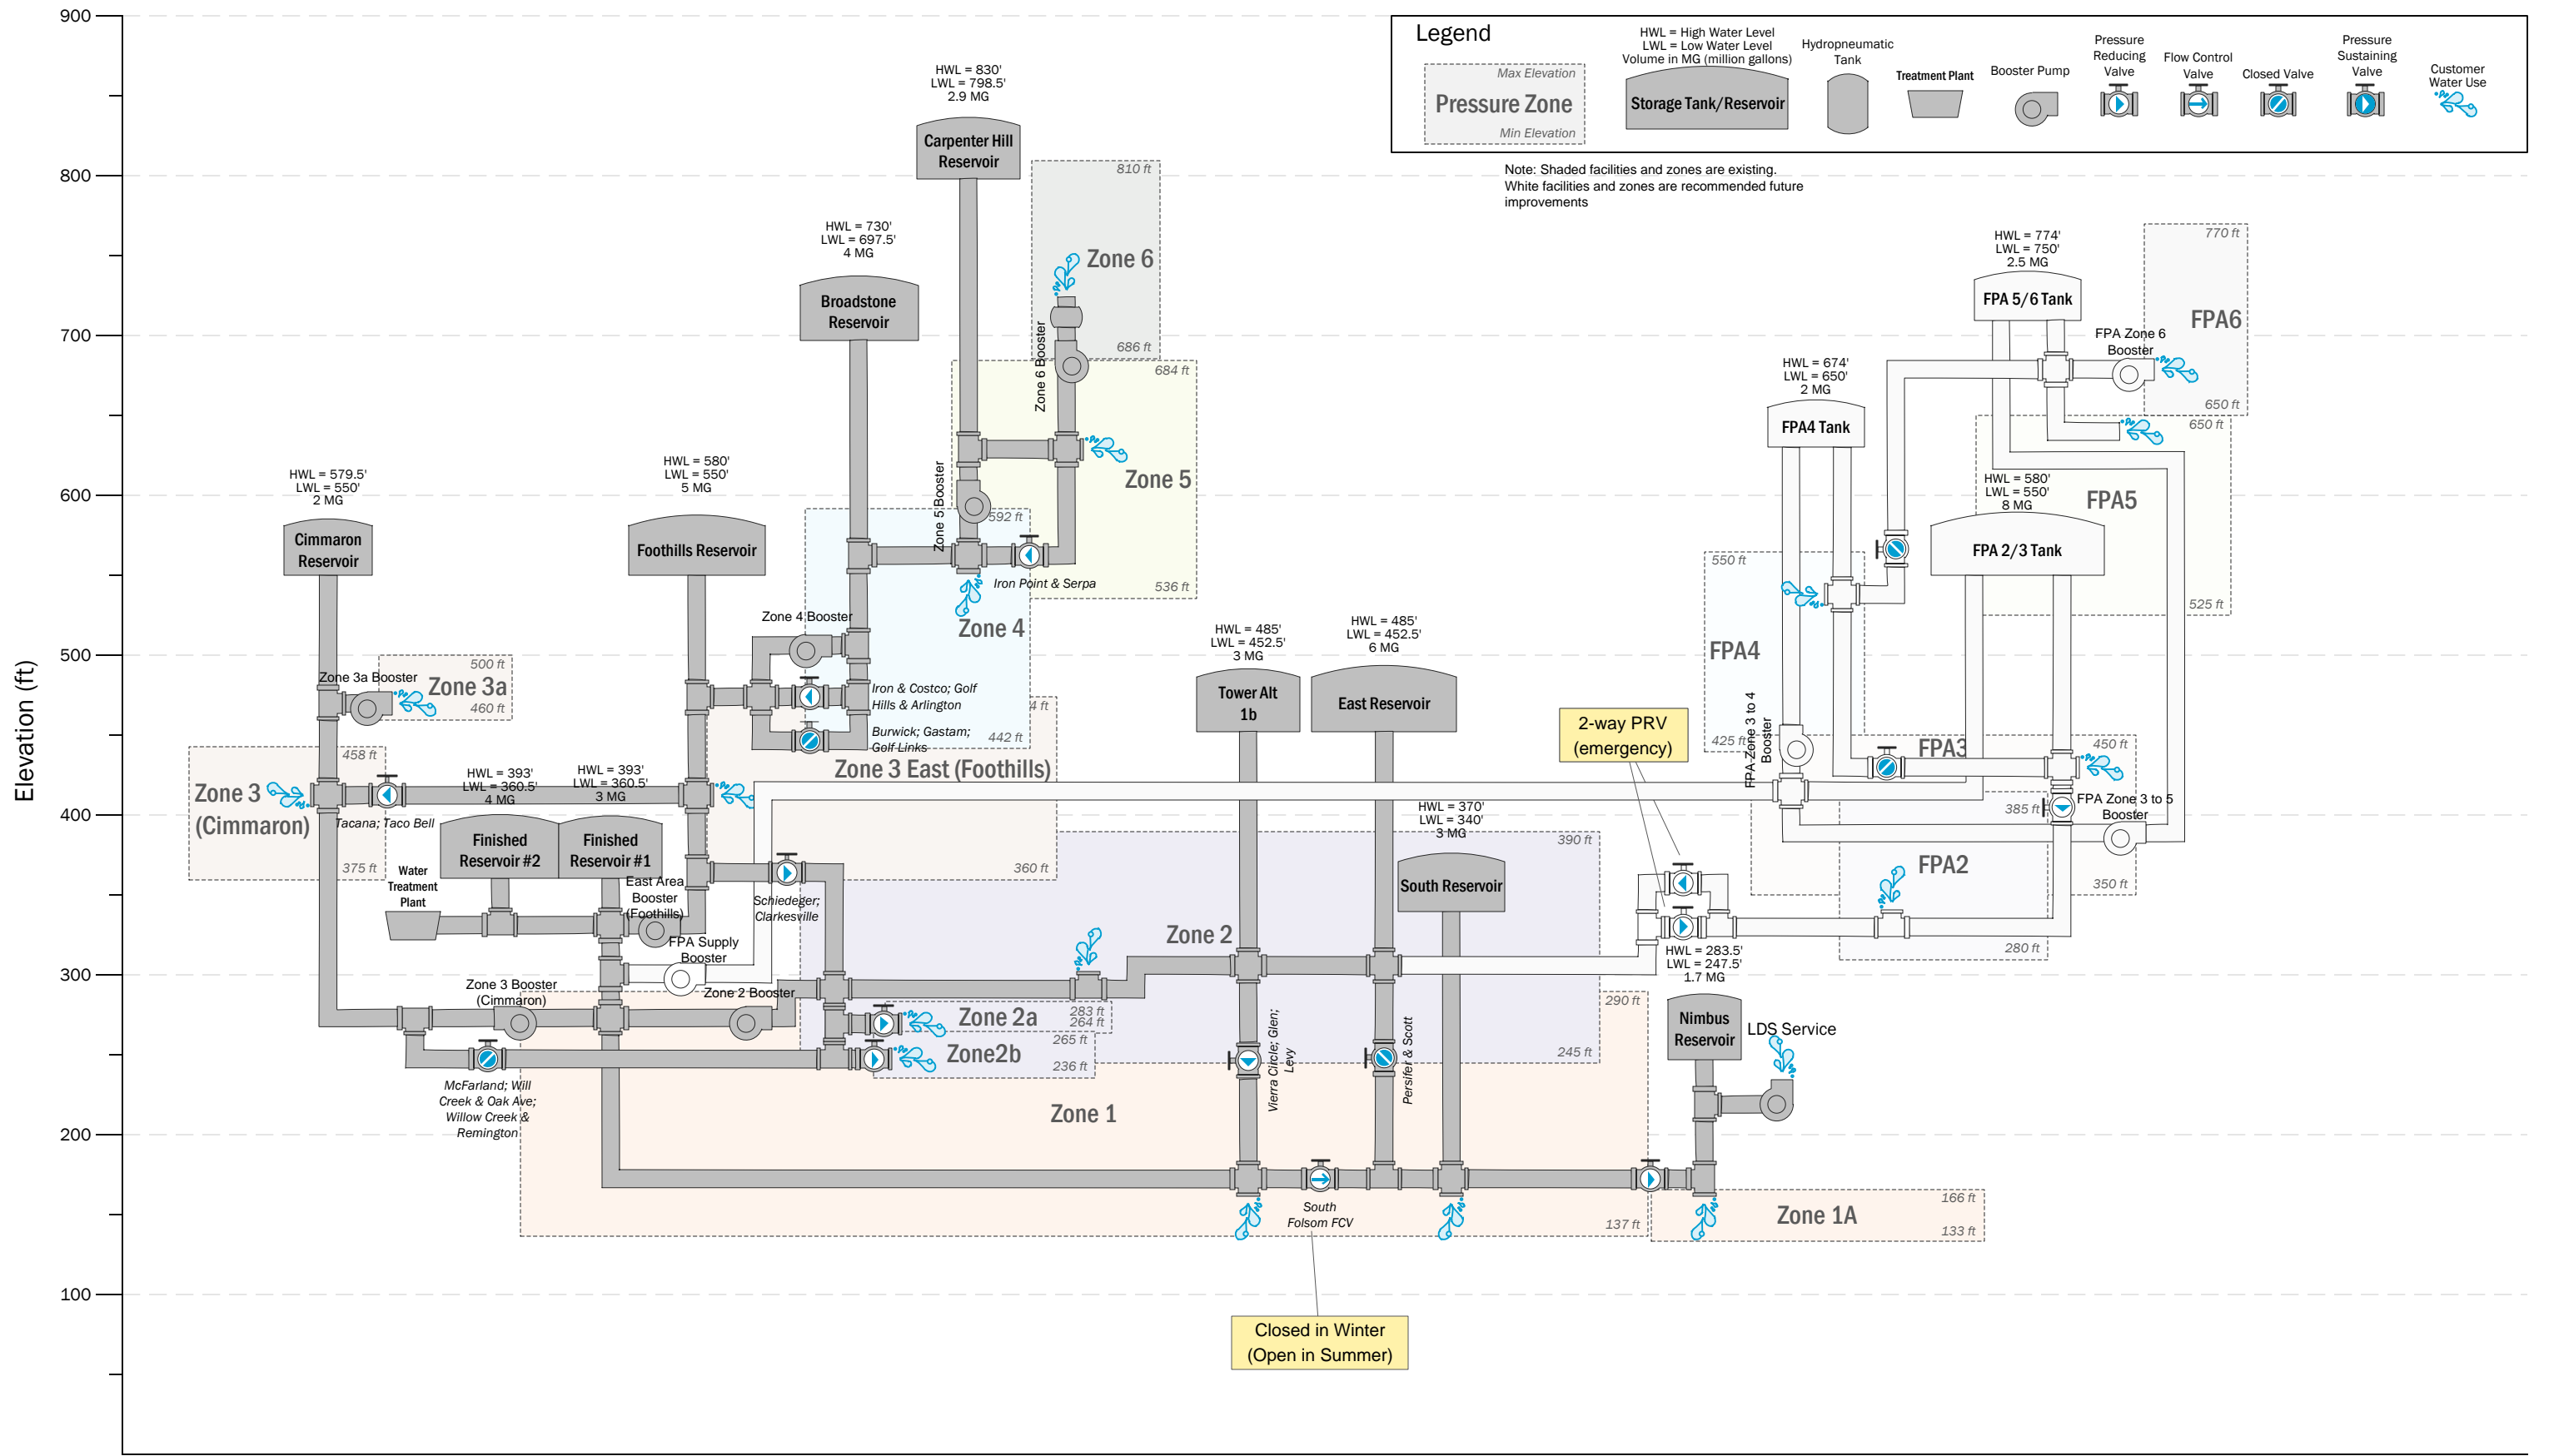 Elevation (ft)
900
800
700
600
500
400
300
200
100
Legend
Max Elevation
Pressure Zone
Min Elevation
HWL = High Water Level
LWL = Low Water Level
Volume in MG (million gallons)
Storage Tank/Reservoir
Hydropneumatic
Tank
Treatment Plant
Booster Pump
Pressure
Reducing
Valve
Flow Control
Valve
Closed Valve
Pressure
Sustaining
Valve
Customer
Water Use
Note: Shaded facilities and zones are existing.
White facilities and zones are recommended future
improvements
HWL = 830'
LWL = 798.5'
2.9 MG
Carpenter Hill
Reservoir
810 ft
Zone 6
686 ft
Zone 6 Booster
HWL = 730'
LWL = 697.5'
4 MG
Broadstone
Reservoir
684 ft
Zone 5
536 ft
Zone 5 Booster
592 ft
Iron Point & Serpa
Zone 4
442 ft
Zone 4 Booster
Iron & Costco; Golf
Hills & Arlington
Burwick; Gastam;
Golf Links
4 ft
Zone 3 East (Foothills)
360 ft
HWL = 579.5'
LWL = 550'
2 MG
Cimmaron
Reservoir
HWL = 580'
LWL = 550'
5 MG
Foothills Reservoir
Zone 3a Booster
500 ft
Zone 3a
460 ft
458 ft
Zone 3
(Cimmaron)
375 ft
Tacana; Taco Bell
HWL = 393'
LWL = 360.5'
4 MG
Finished
Reservoir #2
HWL = 393'
LWL = 360.5'
3 MG
Finished
Reservoir #1
Water
Treatment
Plant
East Area
Booster
(Foothills)
FPA Supply
Booster
Schiedeger;
Clarkesville
Zone 3 Booster
(Cimmaron)
Zone 2 Booster
McFarland; Will
Creek & Oak Ave;
Willow Creek &
Remington
HWL = 485'
LWL = 452.5'
3 MG
Tower Alt
1b
HWL = 485'
LWL = 452.5'
6 MG
East Reservoir
HWL = 370'
LWL = 340'
3 MG
South Reservoir
390 ft
Zone 2
245 ft
283 ft
Zone 2a
264 ft
265 ft
Zone2b
236 ft
Vierra Circle; Glen;
Levy
Persifer & Scott
290 ft
Zone 1
137 ft
South
Folsom FCV
Closed in Winter
(Open in Summer)
2-way PRV
(emergency)
HWL = 283.5'
LWL = 247.5'
1.7 MG
Nimbus
Reservoir
LDS Service
166 ft
Zone 1A
133 ft
HWL = 774'
LWL = 750'
2.5 MG
FPA 5/6 Tank
770 ft
FPA6
650 ft
FPA Zone 6
Booster
HWL = 674'
LWL = 650'
2 MG
FPA4 Tank
650 ft
FPA5
525 ft
HWL = 580'
LWL = 550'
8 MG
FPA 2/3 Tank
550 ft
FPA4
425 ft
FPA Zone 3 to 4
Booster
FPA3
450 ft
350 ft
FPA Zone 3 to 5
Booster
385 ft
FPA2
280 ft